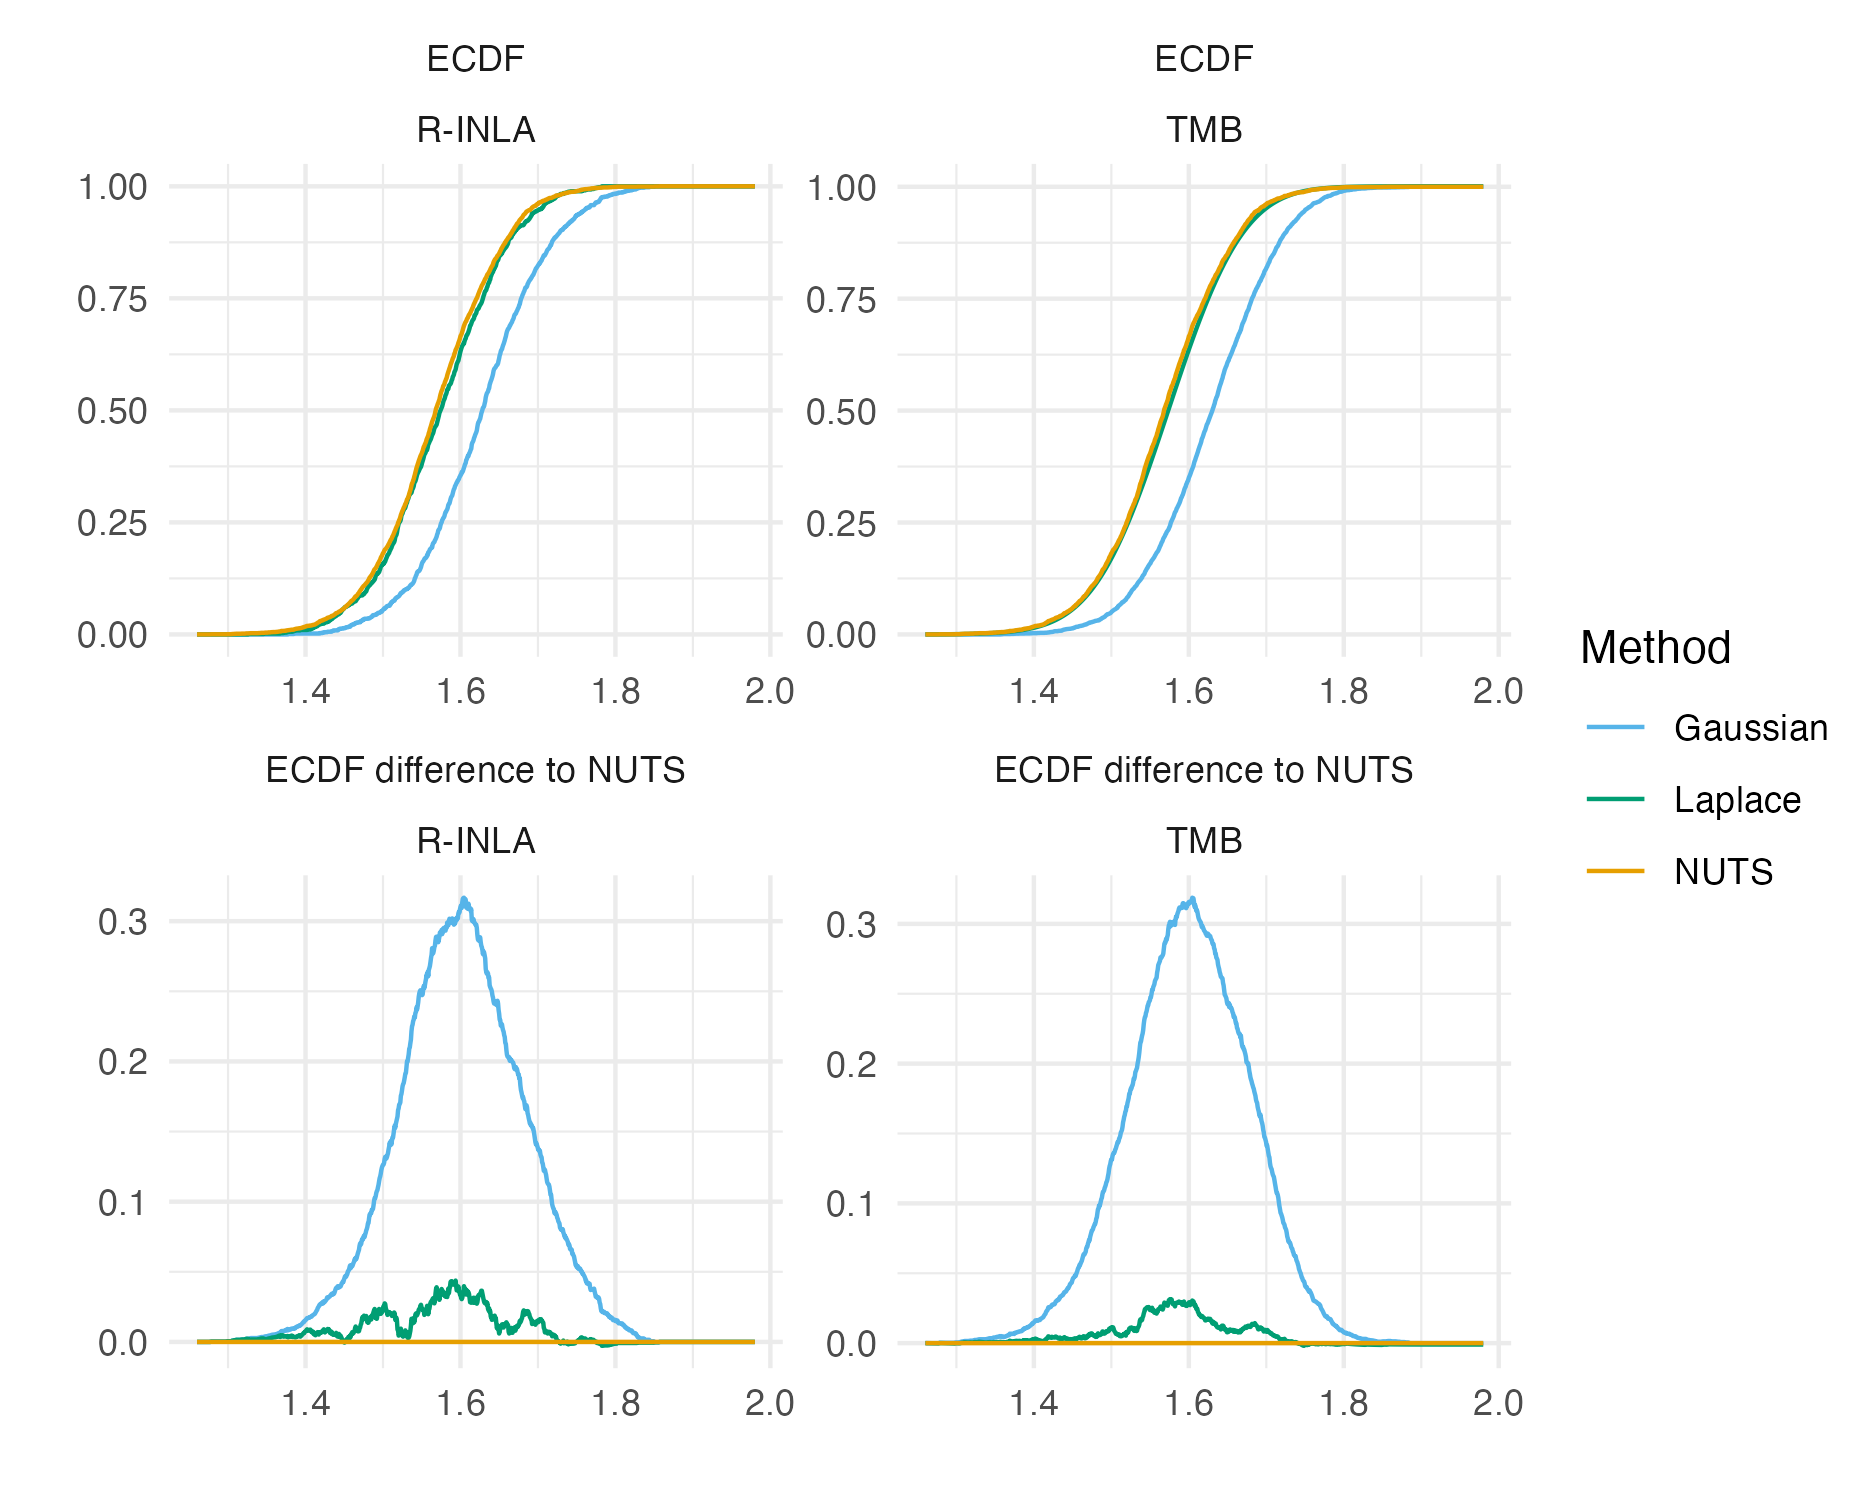 ECDF
R-INLA
1.00
0.75
0.50
0.25
0.00
1.4 1.6 1.8 2.0
ECDF
TMB
1.00
0.75
0.50
0.25
0.00
1.4 1.6 1.8 2.0
ECDF difference to NUTS
R-INLA
0.3
0.2
0.1
0.0
1.4 1.6 1.8 2.0
ECDF difference to NUTS
TMB
0.3
0.2
0.1
0.0
1.4 1.6 1.8 2.0
Method
Gaussian
Laplace
NUTS